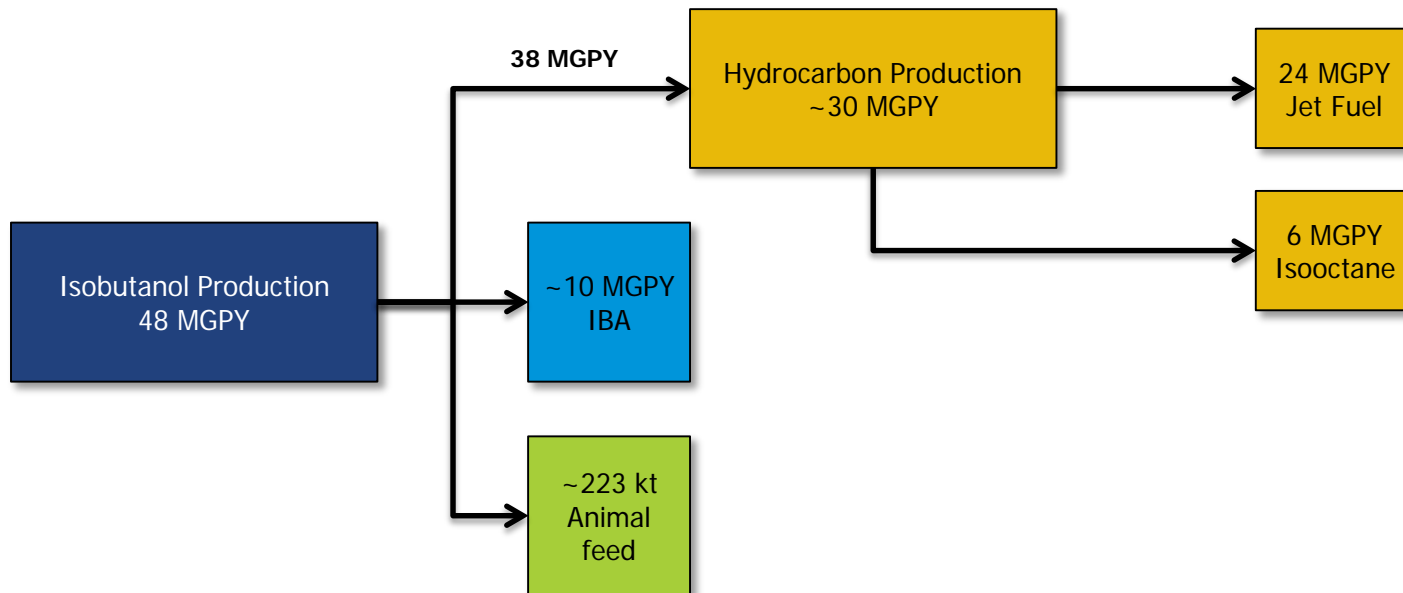 38 MGPY
Hydrocarbon Production
~30 MGPY
24 MGPY
Jet Fuel
6 MGPY
Isooctane
Isobutanol Production
48 MGPY
~10 MGPY
IBA
~223 kt
Animal
feed